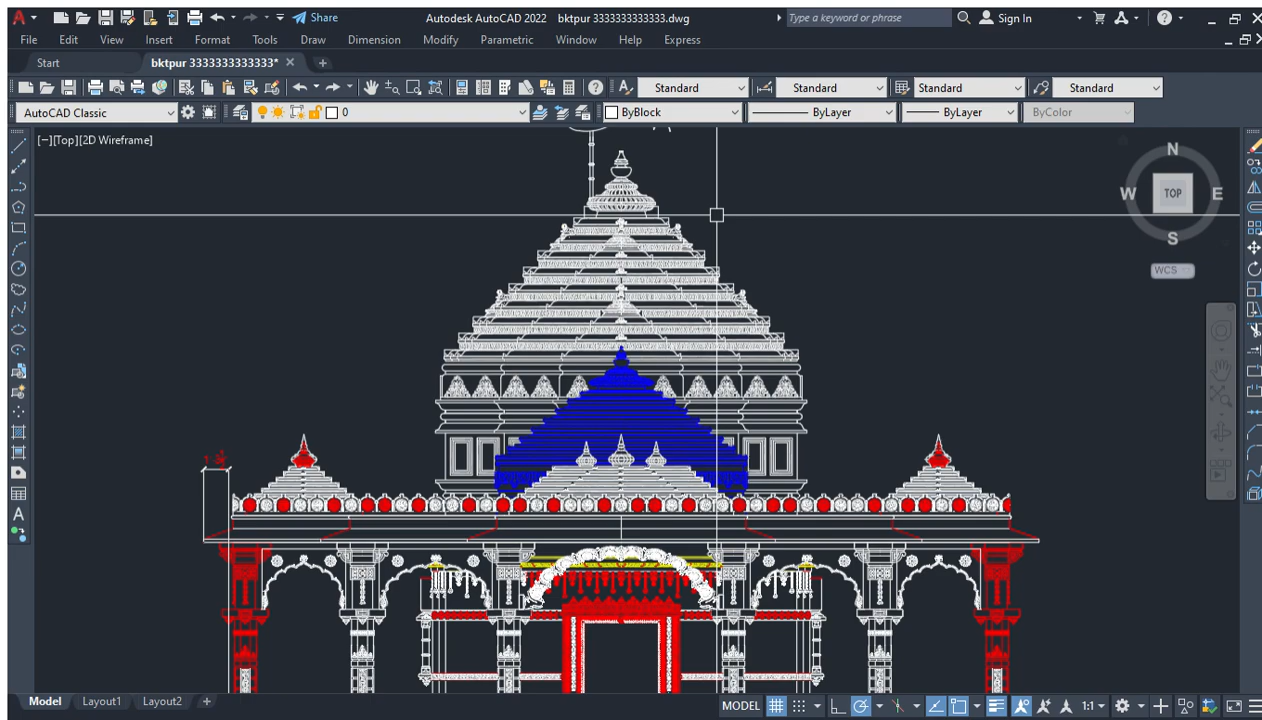 Share
Autodesk AutoCAD 2022 bktpur 3333333333333.dwg
Type a keyword or phrase
Sign In
File Edit View Insert Format Tools Draw Dimension Modify Parametric Window Help Express
Start
bktpur 3333333333333*
Standard Standard Standard Standard
AutoCAD Classic
0
ByBlock ByLayer ByLayer ByColor
[−][Top][2D Wireframe]
N
W TOP E
S
WCS
Model Layout1 Layout2
MODEL
1:1